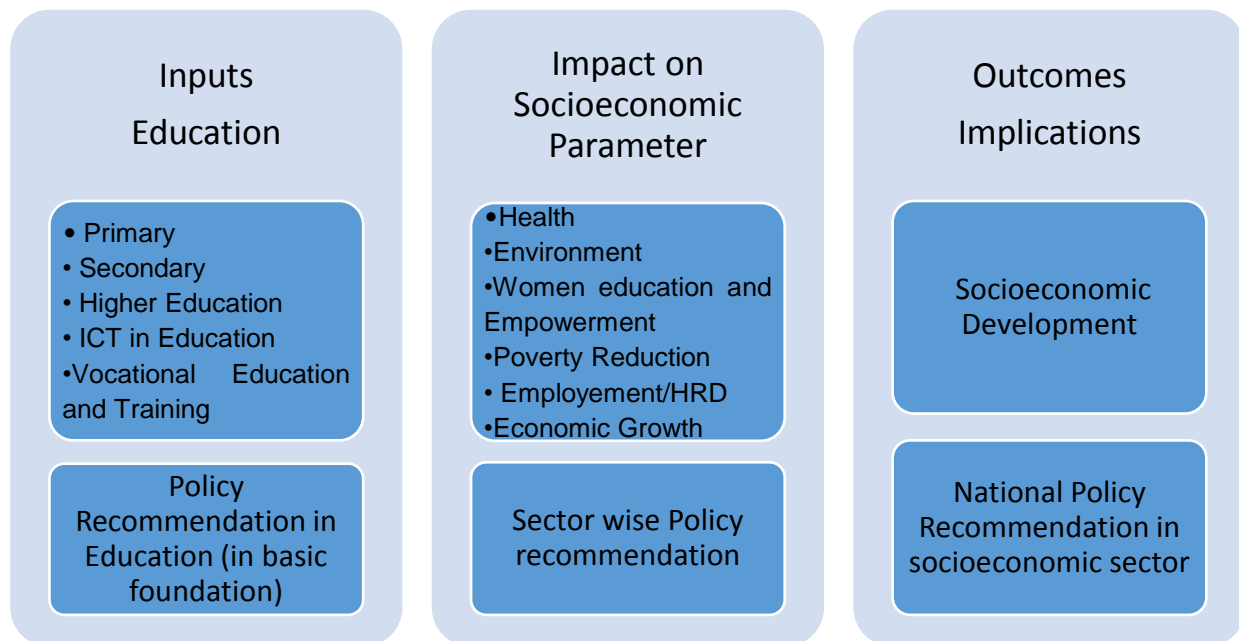 Inputs
Education
• Primary
• Secondary
• Higher Education
• ICT in Education
•Vocational Education
and Training
Policy
Recommendation in
Education (in basic
foundation)
Impact on
Socioeconomic
Parameter
•Health
•Environment
•Women education and
Empowerment
•Poverty Reduction
• Employement/HRD
•Economic Growth
Sector wise Policy
recommendation
Outcomes
Implications
Socioeconomic
Development
National Policy
Recommendation in
socioeconomic sector